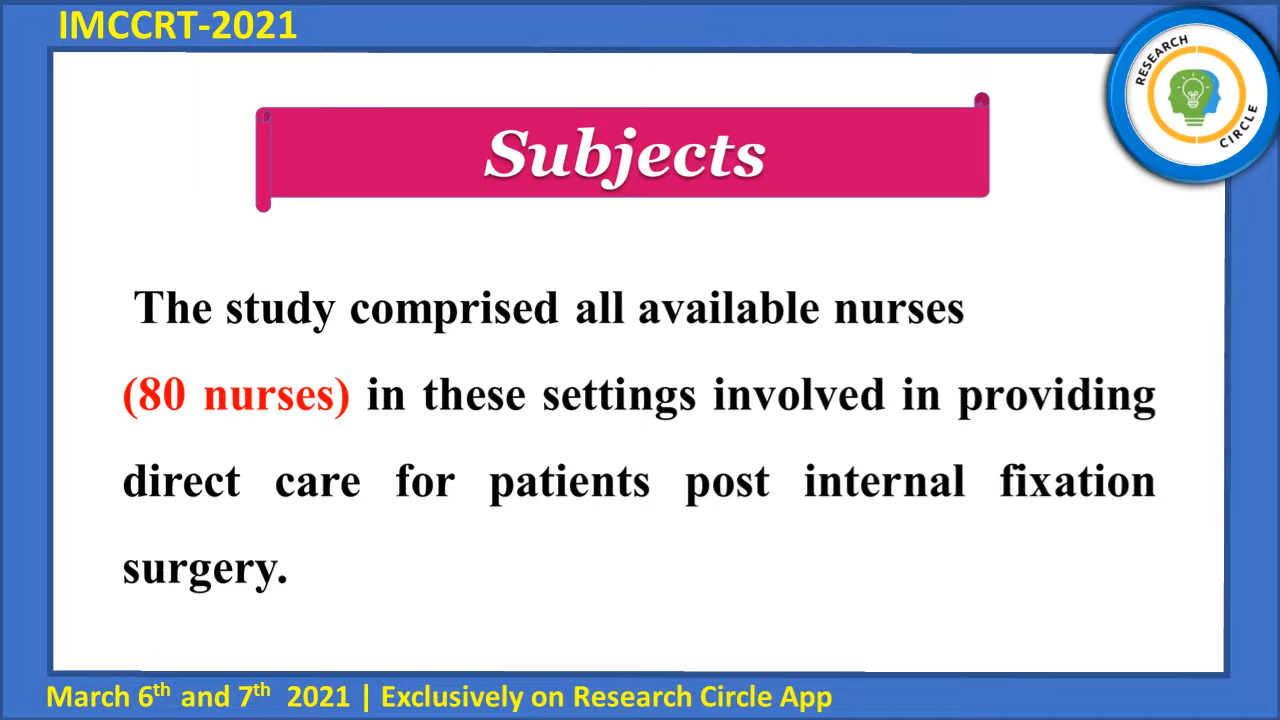 IMCCRT-2021
RESEARCH
CIRCLE
Subjects
The study comprised all available nurses
(80 nurses) in these settings involved in providing
direct care for patients post internal fixation
surgery.
March 6th and 7th 2021 | Exclusively on Research Circle App